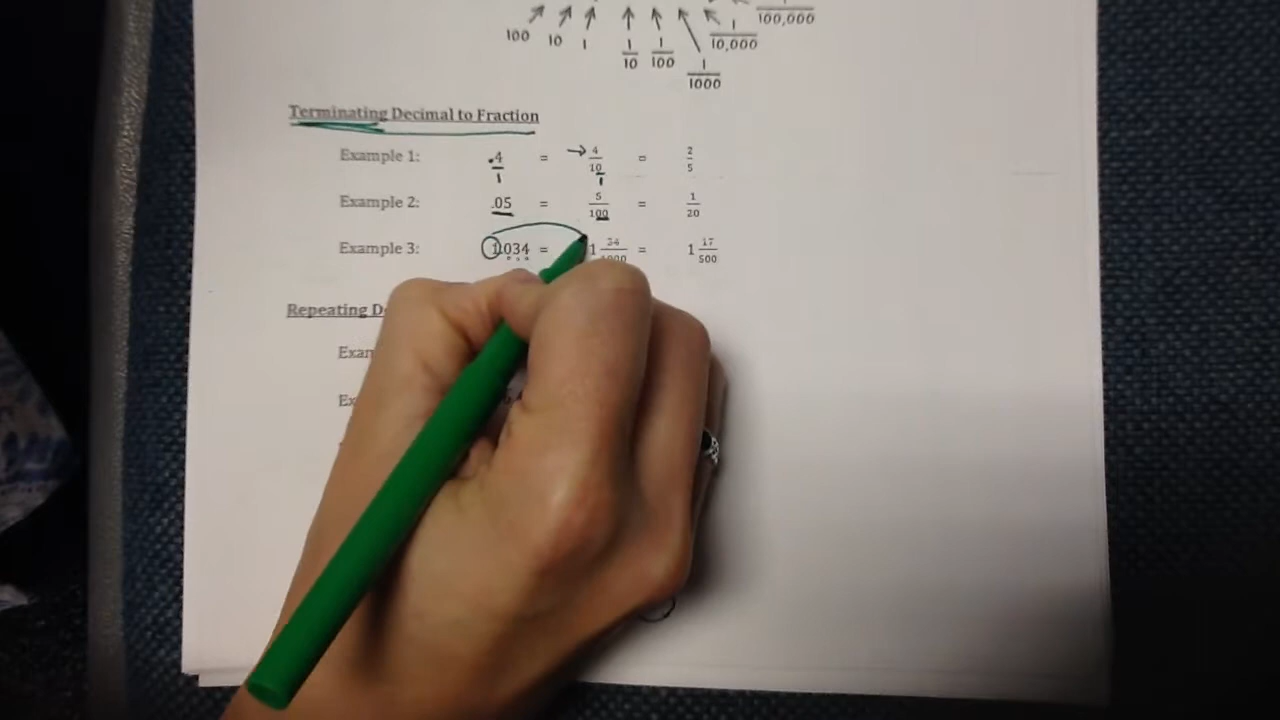 100 10 1 1/10 1/100 1/1000 1/10,000 1/100,000
Terminating Decimal to Fraction
Example 1: .4 = 4/10 = 2/5
Example 2: .05 = 5/100 = 1/20
Example 3: 1.034 = 1 34/1000 = 1 17/500
Repeating